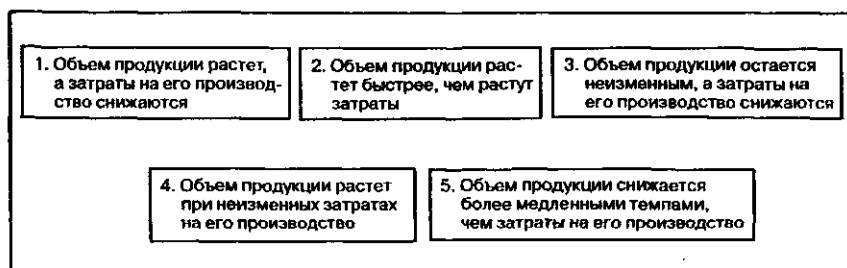 1. Объем продукции растет,
а затраты на его производ-
ство снижаются
2. Объем продукции рас-
тет быстрее, чем растут
затраты
3. Объем продукции остается
неизменным, а затраты на
его производство снижаются
4. Объем продукции растет
при неизменных затратах
на его производство
5. Объем продукции снижается
более медленными темпами,
чем затраты на его производство